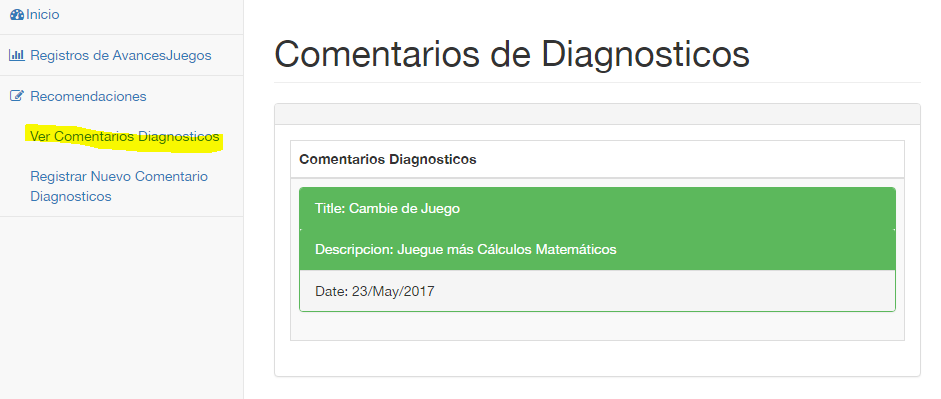 Inicio
Registros de AvancesJuegos
Recomendaciones
Ver Comentarios Diagnosticos
Registrar Nuevo Comentario
Diagnosticos
Comentarios de Diagnosticos
Comentarios Diagnosticos
Title: Cambie de Juego
Descripcion: Juegue más Cálculos Matemáticos
Date: 23/May/2017